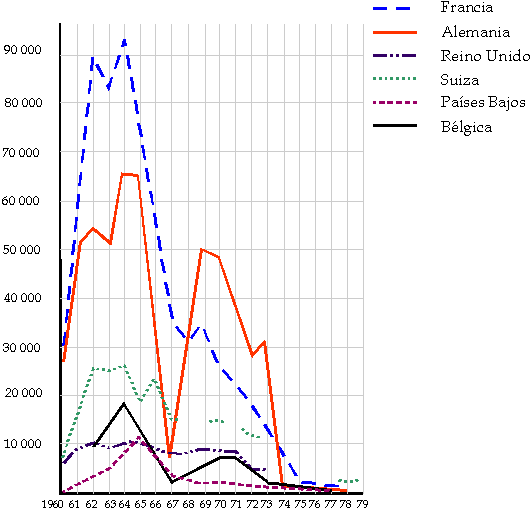 Francia
Alemania
Reino Unido
Suiza
Países Bajos
Bélgica
90 000
80 000
70 000
60 000
50 000
40 000
30 000
20 000
10 000
1960 61 62 63 64 65 66 67 68 69 70 71 72 73 74 75 76 77 78 79